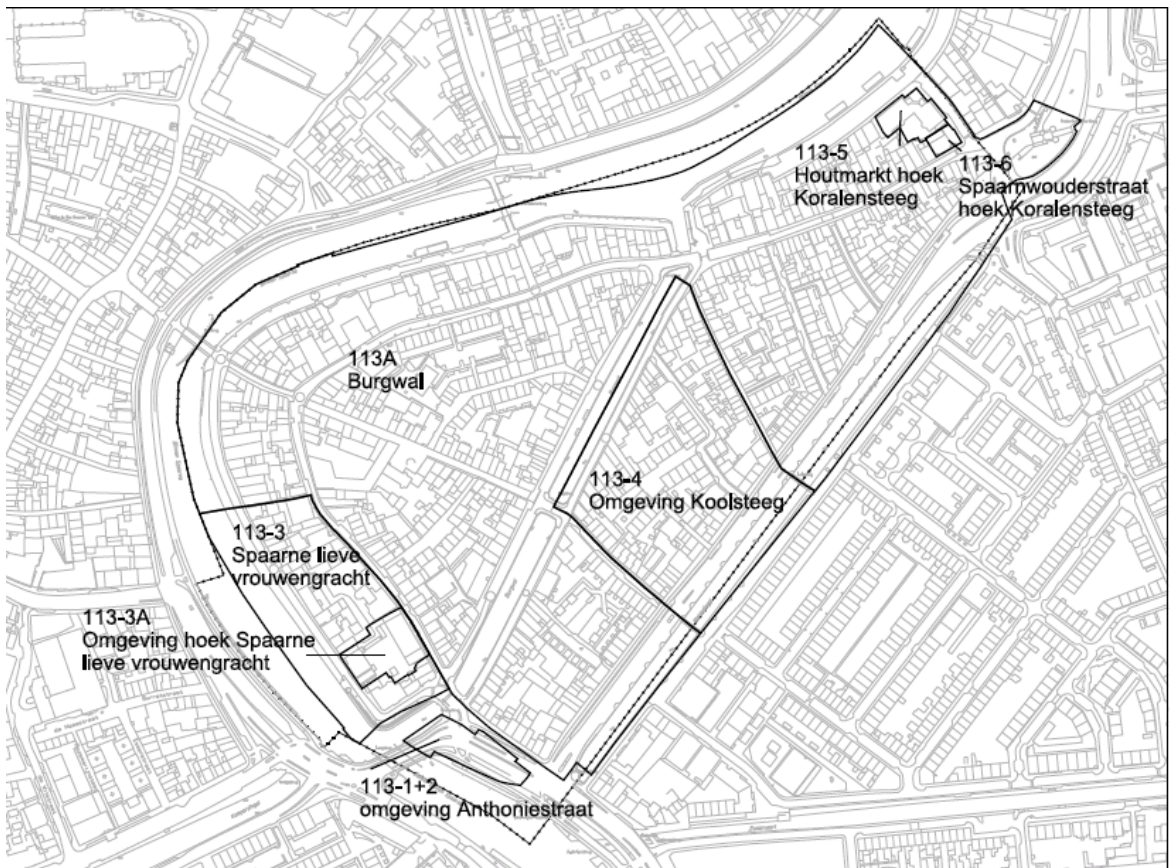 113-5
Houtmarkt hoek
Koralensteeg
113-6
Spaarnwouderstraat
hoek Koralensteeg
113A
Burgwal
113-4
Omgeving Koolsteeg
113-3
Spaarne lieve
vrouwengracht
113-3A
Omgeving hoek Spaarne
lieve vrouwengracht
113-1+2
omgeving Anthoniestraat